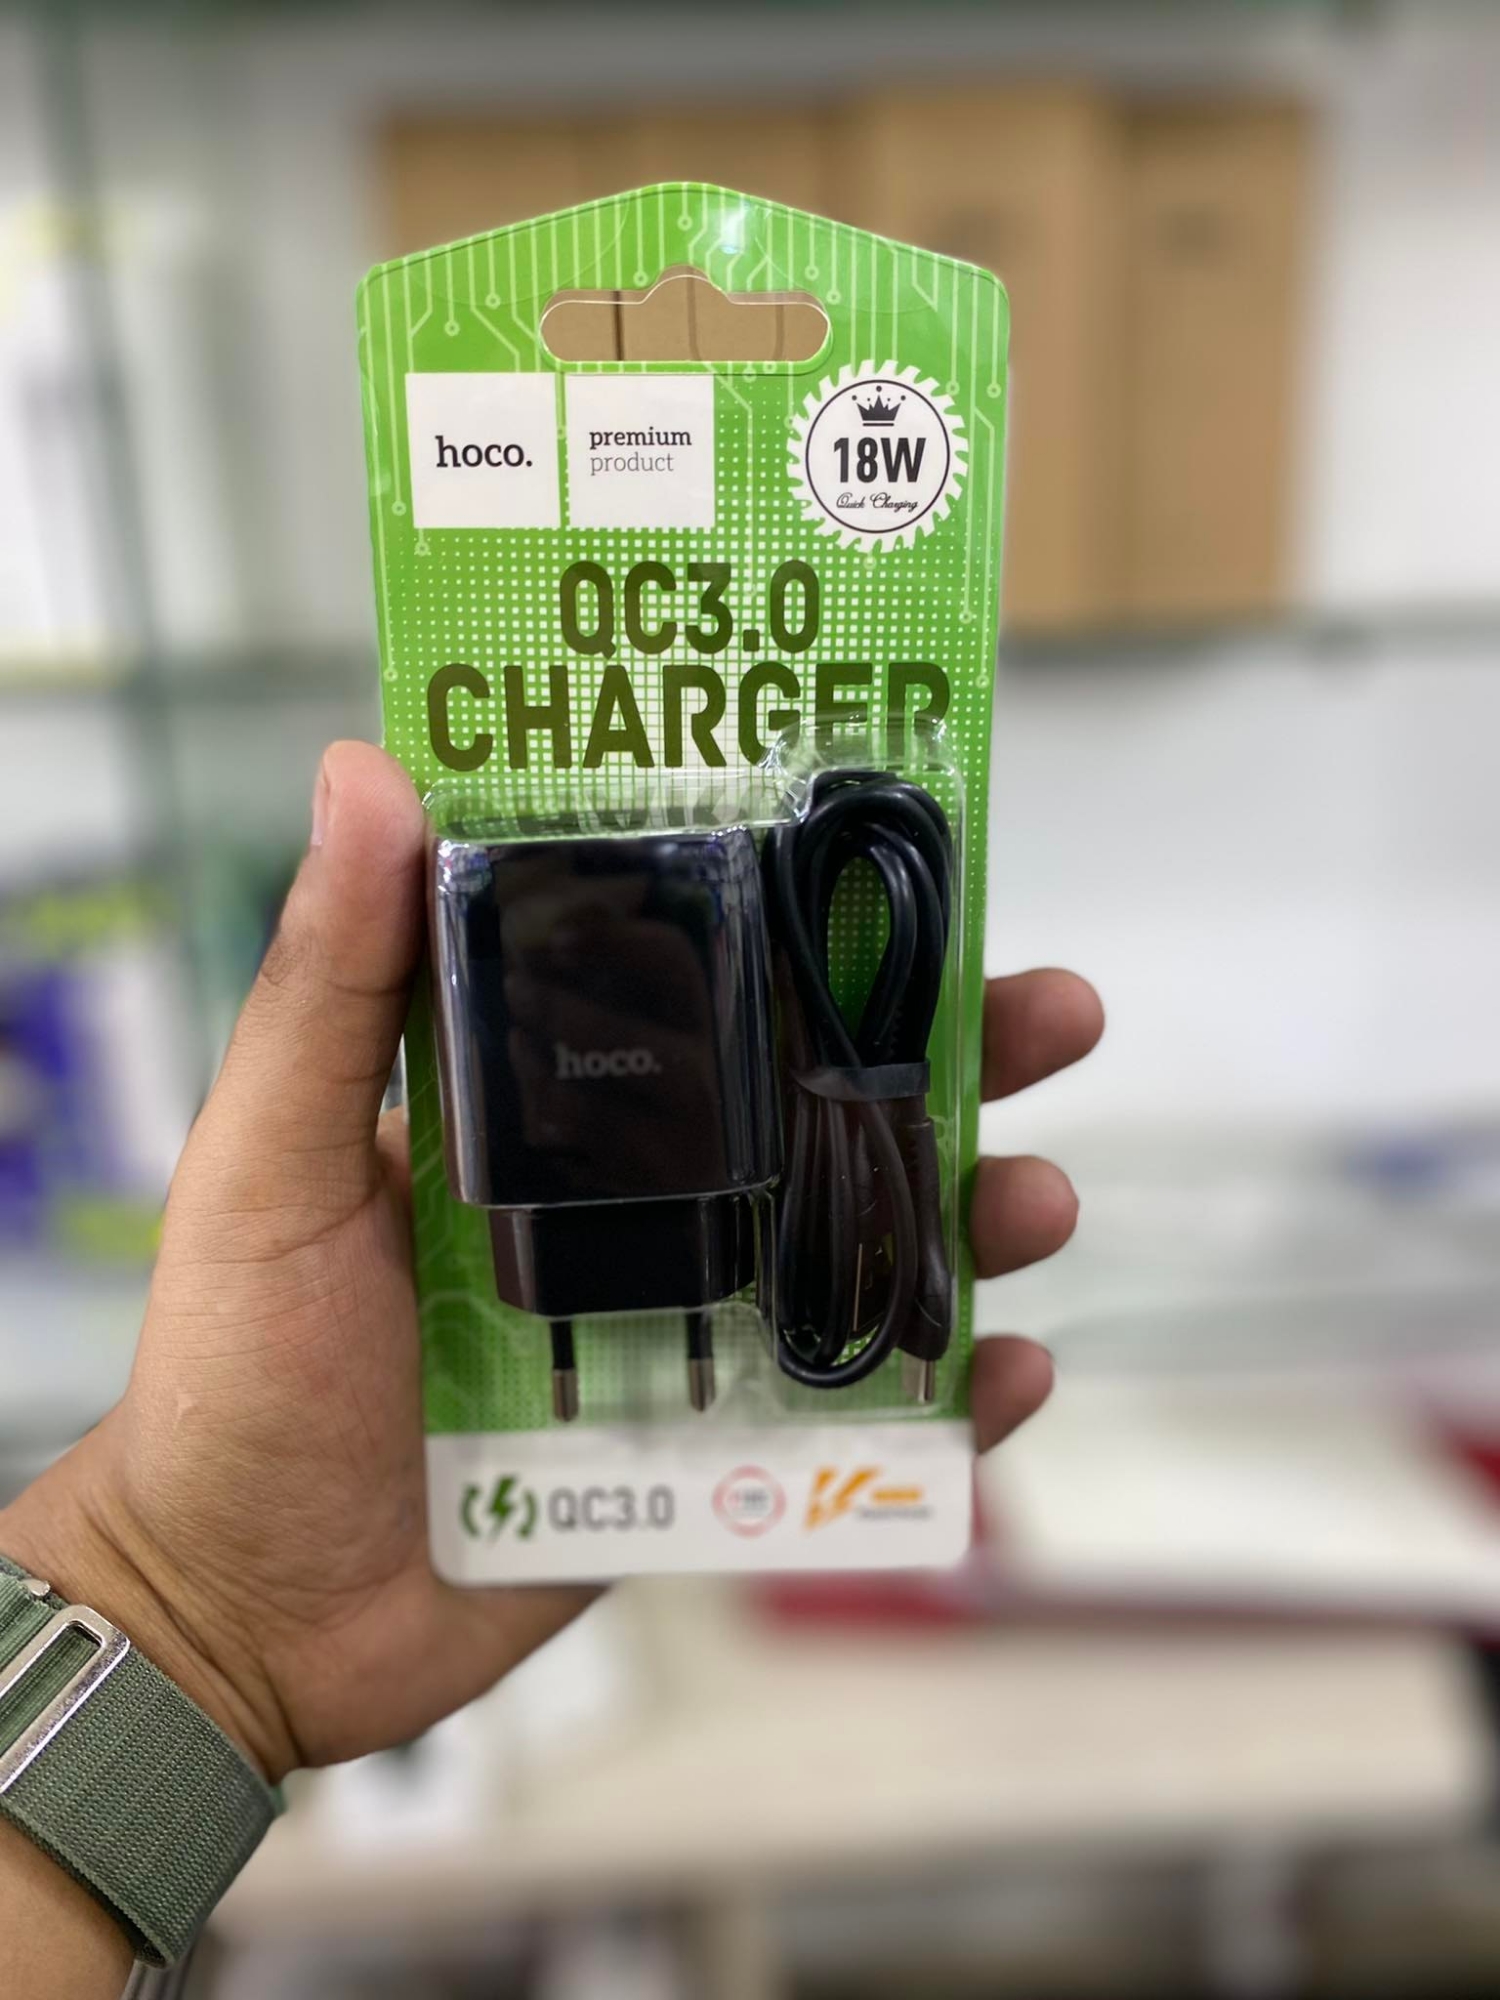 hoco.
premium
product
18W
Quick Charging
QC3.0
CHARGER
hoco.
QC3.0